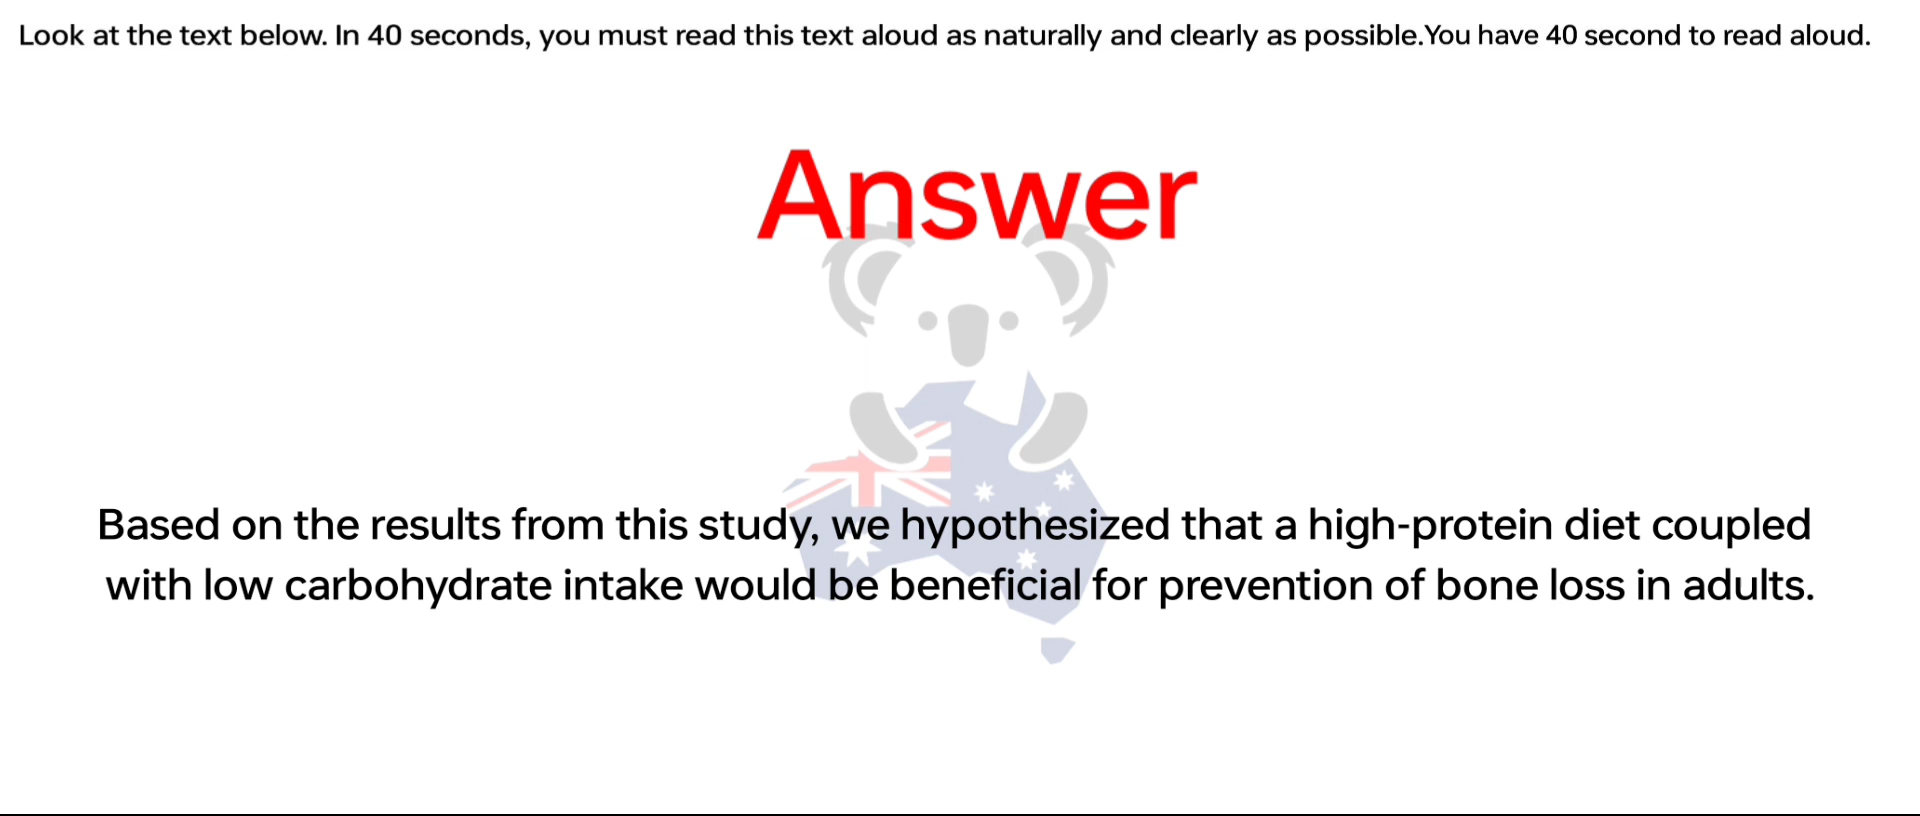 Look at the text below. In 40 seconds, you must read this text aloud as naturally and clearly as possible.You have 40 second to read aloud.
Answer
Based on the results from this study, we hypothesized that a high-protein diet coupled
with low carbohydrate intake would be beneficial for prevention of bone loss in adults.